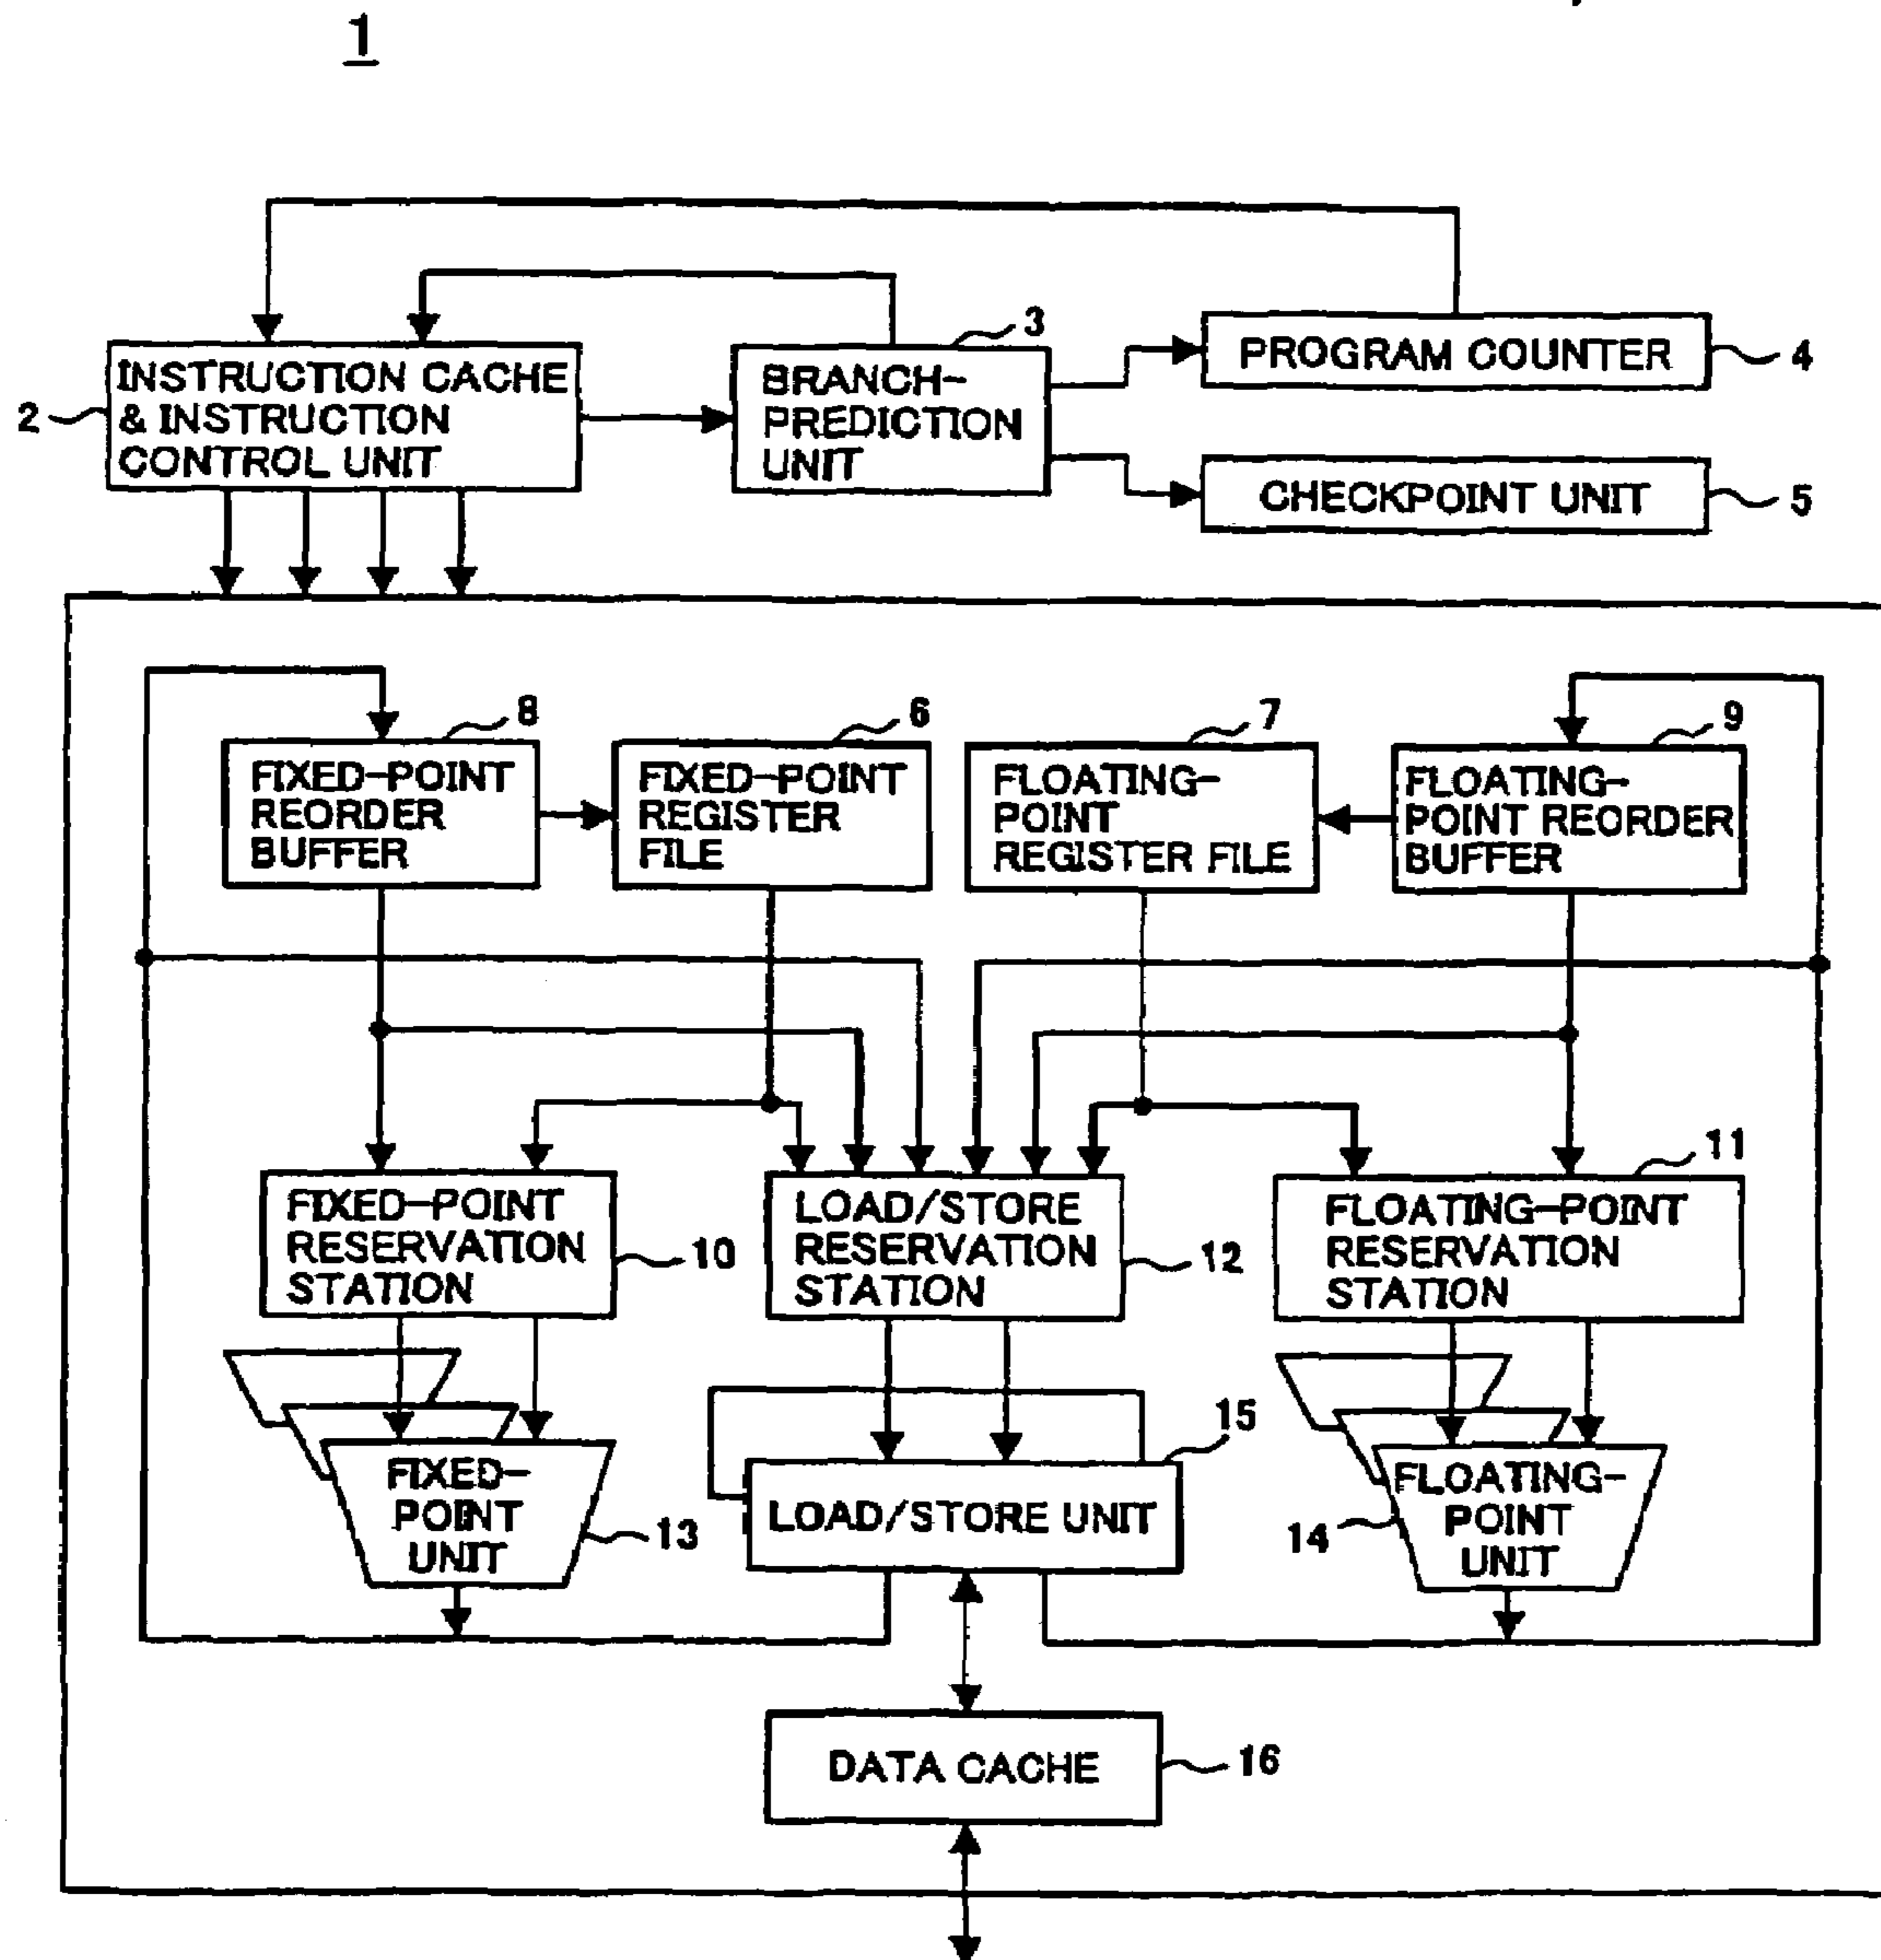 1
3
INSTRUCTION CACHE
& INSTRUCTION
CONTROL UNIT
2
BRANCH-
PREDICTION
UNIT
PROGRAM COUNTER
4
CHECKPOINT UNIT
5
8
6
7
9
FIXED-POINT
REORDER
BUFFER
FIXED-POINT
REGISTER
FILE
FLOATING-
POINT
REGISTER FILE
FLOATING-
POINT REORDER
BUFFER
11
FIXED-POINT
RESERVATION
STATION
10
LOAD/STORE
RESERVATION
STATION
12
FLOATING-POINT
RESERVATION
STATION
15
FIXED-
POINT
UNIT
13
LOAD/STORE UNIT
14
FLOATING-
POINT
UNIT
DATA CACHE
16